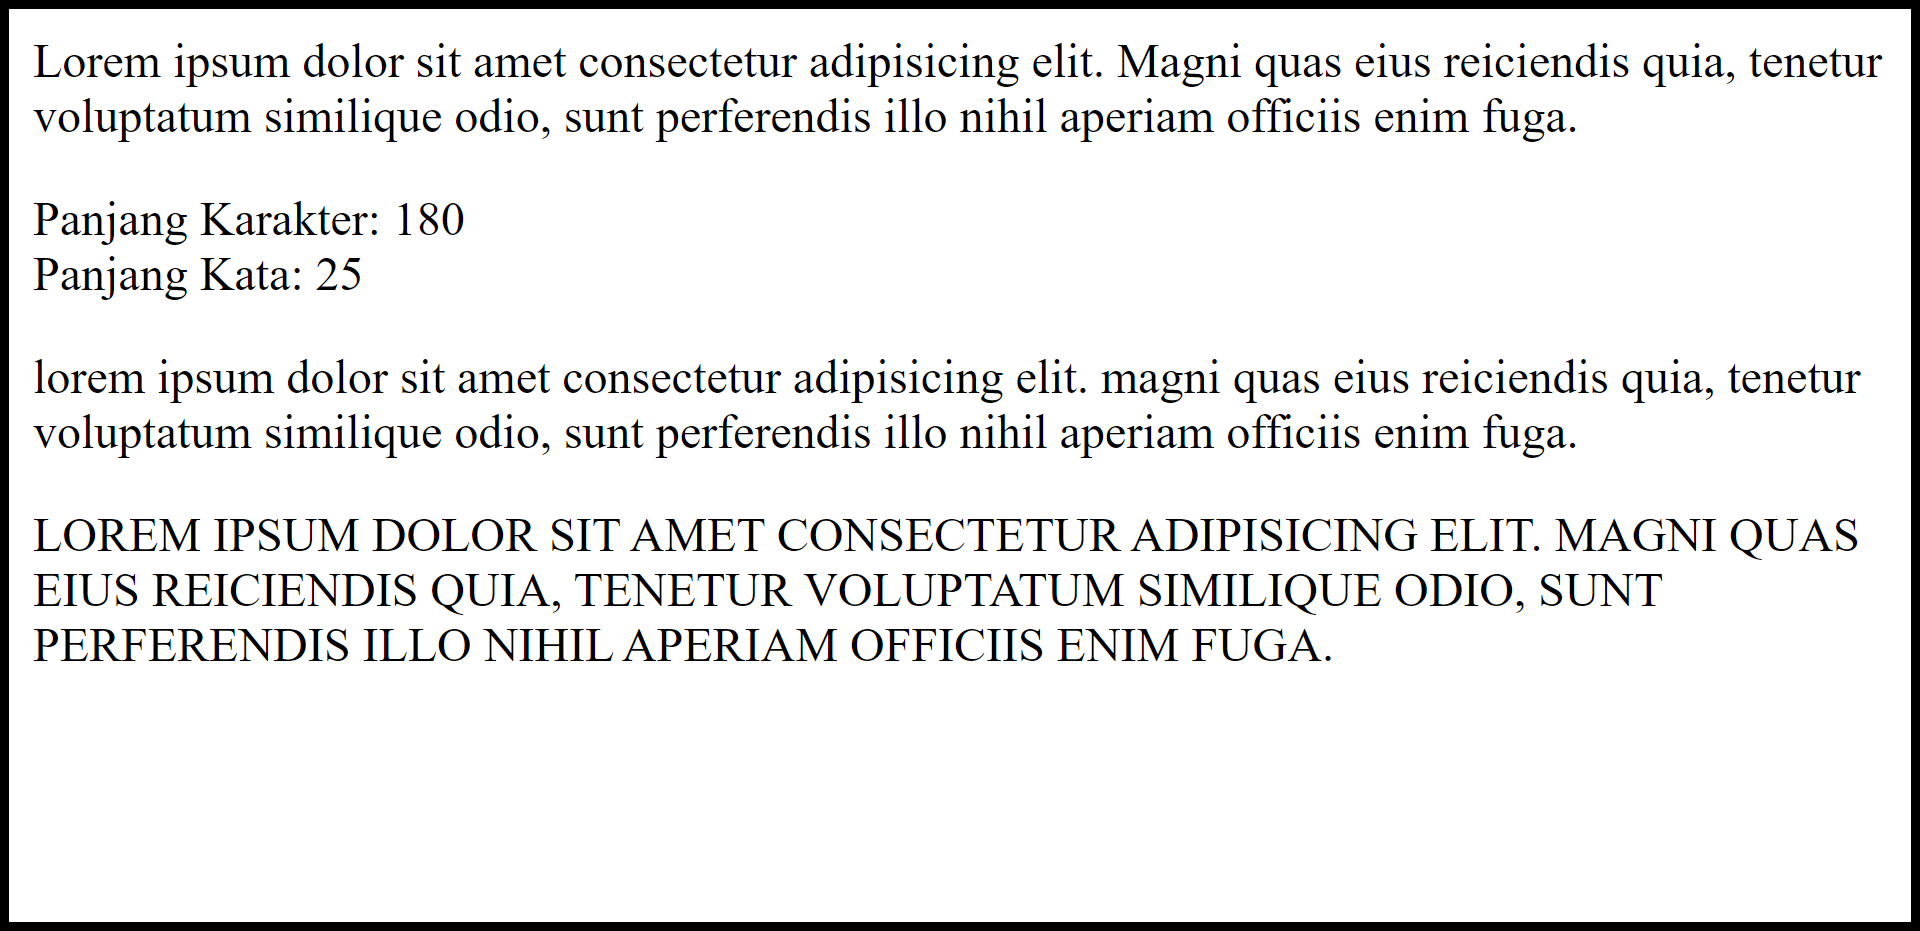 Lorem ipsum dolor sit amet consectetur adipisicing elit. Magni quas eius reiciendis quia, tenetur
voluptatum similique odio, sunt perferendis illo nihil aperiam officiis enim fuga.
Panjang Karakter: 180
Panjang Kata: 25
lorem ipsum dolor sit amet consectetur adipisicing elit. magni quas eius reiciendis quia, tenetur
voluptatum similique odio, sunt perferendis illo nihil aperiam officiis enim fuga.
LOREM IPSUM DOLOR SIT AMET CONSECTETUR ADIPISICING ELIT. MAGNI QUAS
EIUS REICIENDIS QUIA, TENETUR VOLUPTATUM SIMILIQUE ODIO, SUNT
PERFERENDIS ILLO NIHIL APERIAM OFFICIIS ENIM FUGA.